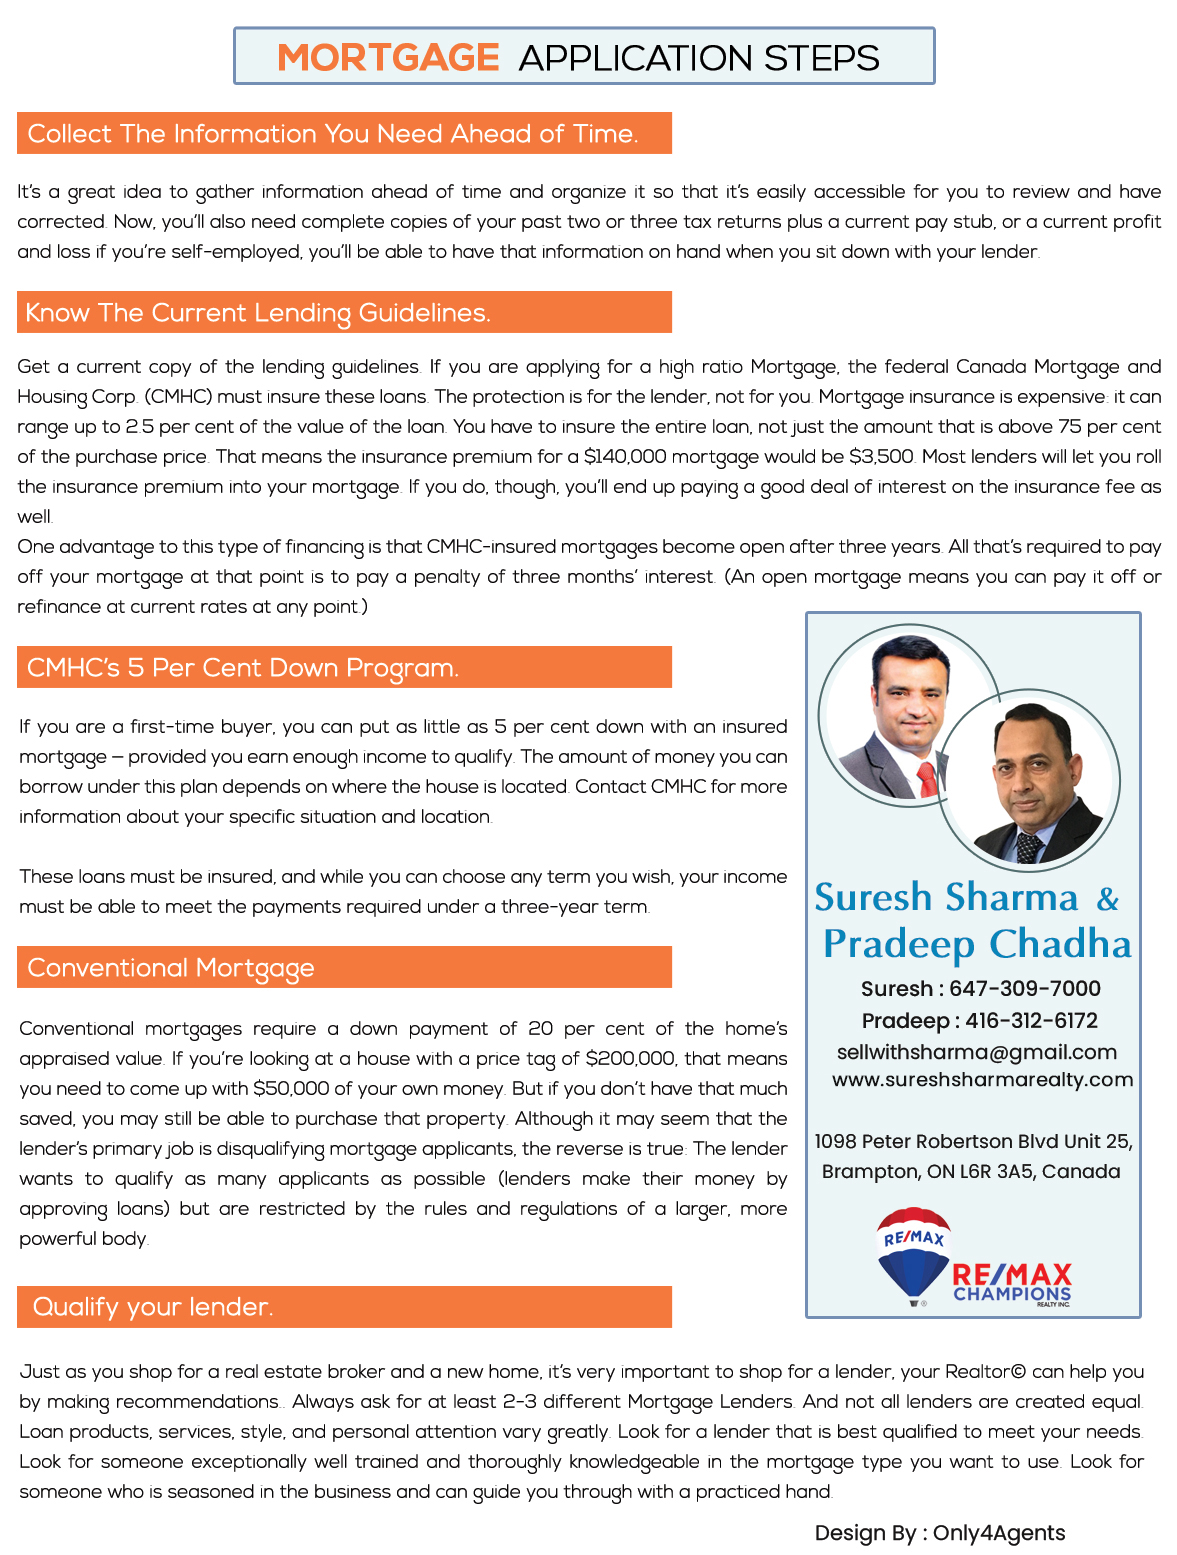 MORTGAGE APPLICATION STEPS
Collect The Information You Need Ahead of Time.
It's a great idea to gather information ahead of time and organize it so that it's easily accessible for you to review and have
corrected. Now, you'll also need complete copies of your past two or three tax returns plus a current pay stub, or a current profit
and loss if you're self-employed, you'll be able to have that information on hand when you sit down with your lender.
Know The Current Lending Guidelines.
Get a current copy of the lending guidelines. If you are applying for a high ratio Mortgage, the federal Canada Mortgage and
Housing Corp. (CMHC) must insure these loans. The protection is for the lender, not for you. Mortgage insurance is expensive: it can
range up to 2.5 per cent of the value of the loan. You have to insure the entire loan, not just the amount that is above 75 per cent
of the purchase price. That means the insurance premium for a $140,000 mortgage would be $3,500. Most lenders will let you roll
the insurance premium into your mortgage. If you do, though, you'll end up paying a good deal of interest on the insurance fee as
well.
One advantage to this type of financing is that CMHC-insured mortgages become open after three years. All that's required to pay
off your mortgage at that point is to pay a penalty of three months' interest. (An open mortgage means you can pay it off or
refinance at current rates at any point.)
CMHC's 5 Per Cent Down Program.
If you are a first-time buyer, you can put as little as 5 per cent down with an insured
mortgage – provided you earn enough income to qualify. The amount of money you can
borrow under this plan depends on where the house is located. Contact CMHC for more
information about your specific situation and location.
These loans must be insured, and while you can choose any term you wish, your income
must be able to meet the payments required under a three-year term.
Conventional Mortgage
Conventional mortgages require a down payment of 20 per cent of the home's
appraised value. If you're looking at a house with a price tag of $200,000, that means
you need to come up with $50,000 of your own money. But if you don't have that much
saved, you may still be able to purchase that property. Although it may seem that the
lender's primary job is disqualifying mortgage applicants, the reverse is true: The lender
wants to qualify as many applicants as possible (lenders make their money by
approving loans) but are restricted by the rules and regulations of a larger, more
powerful body.
Suresh Sharma &
Pradeep Chadha
Suresh : 647-309-7000
Pradeep : 416-312-6172
sellwithsharma@gmail.com
www.sureshsharmarealty.com
1098 Peter Robertson Blvd Unit 25,
Brampton, ON L6R 3A5, Canada
RE/MAX
®
RE/MAX
CHAMPIONS
REALTY INC.
Qualify your lender.
Just as you shop for a real estate broker and a new home, it's very important to shop for a lender, your Realtor© can help you
by making recommendations.. Always ask for at least 2-3 different Mortgage Lenders. And not all lenders are created equal.
Loan products, services, style, and personal attention vary greatly. Look for a lender that is best qualified to meet your needs.
Look for someone exceptionally well trained and thoroughly knowledgeable in the mortgage type you want to use. Look for
someone who is seasoned in the business and can guide you through with a practiced hand.
Design By : Only4Agents